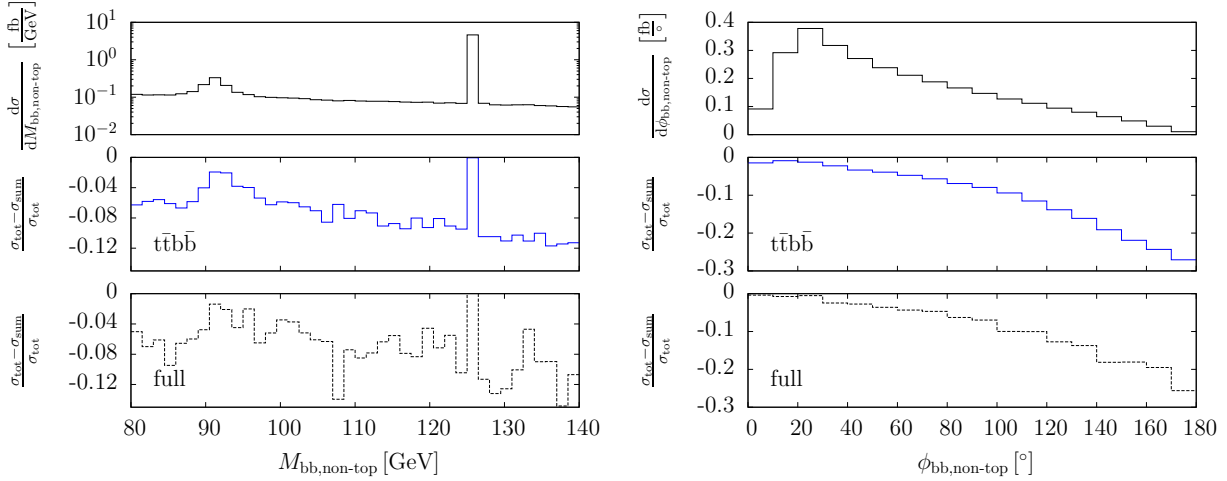 dσ/dM_bb,non-top [fb/GeV]
10¹
10⁰
10⁻¹
10⁻²
σ_tot−σ_sum/σ_tot
0
-0.04
-0.08
-0.12
tt̄bb̄
σ_tot−σ_sum/σ_tot
0
-0.04
-0.08
-0.12
full
80 90 100 110 120 130 140
M_bb,non-top [GeV]
dσ/dϕ_bb,non-top [fb/°]
0.4
0.3
0.2
0.1
0
σ_tot−σ_sum/σ_tot
0
-0.1
-0.2
-0.3
tt̄bb̄
σ_tot−σ_sum/σ_tot
0
-0.1
-0.2
-0.3
full
0 20 40 60 80 100 120 140 160 180
ϕ_bb,non-top [°]